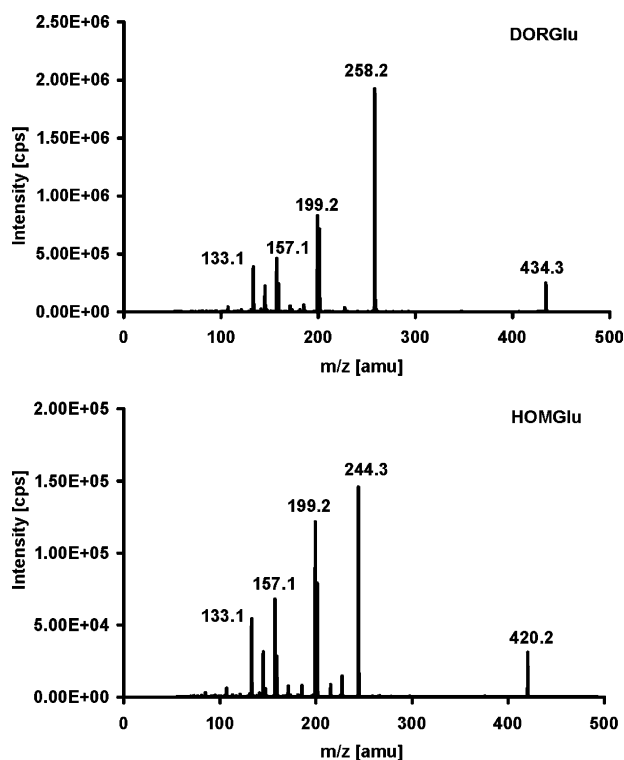 DORGlu
Intensity [cps]
2.50E+06
2.00E+06
1.50E+06
1.00E+06
5.00E+05
0.00E+00
258.2
199.2
157.1
133.1
434.3
0 100 200 300 400 500
m/z [amu]
HOMGlu
Intensity [cps]
2.00E+05
1.50E+05
1.00E+05
5.00E+04
0.00E+00
244.3
199.2
157.1
133.1
420.2
0 100 200 300 400 500
m/z [amu]